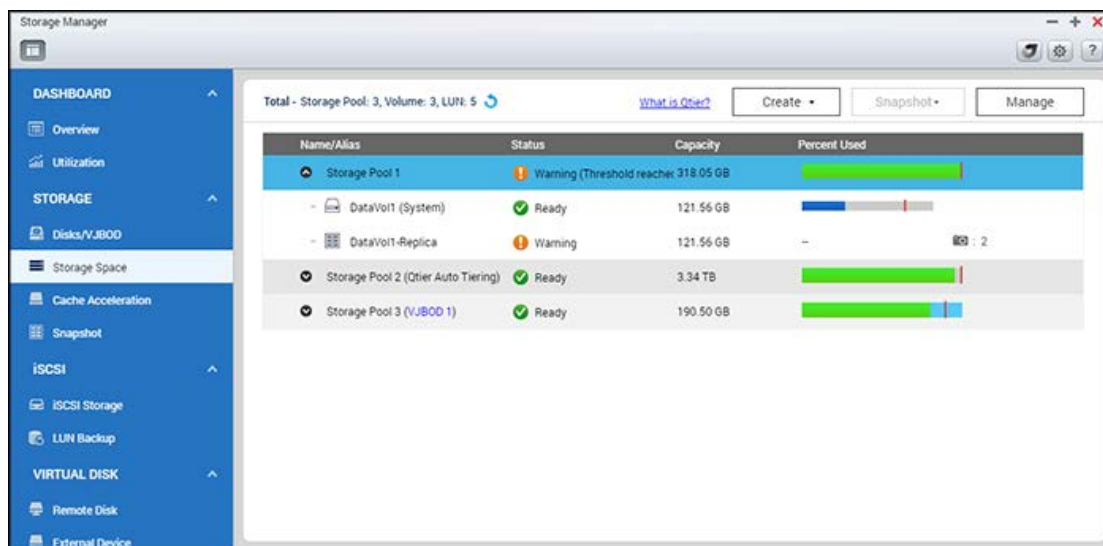 Storage Manager
DASHBOARD
Overview
Utilization
STORAGE
Disks/VJBOD
Storage Space
Cache Acceleration
Snapshot
iSCSI
iSCSI Storage
LUN Backup
VIRTUAL DISK
Remote Disk
External Device
Total - Storage Pool: 3, Volume: 3, LUN: 5 What is Qtier? Create Snapshot Manage
Name/Alias Status Capacity Percent Used
Storage Pool 1 Warning (Threshold reached 318.05 GB
DataVol1 (System) Ready 121.56 GB
DataVol1-Replica Warning 121.56 GB -- : 2
Storage Pool 2 (Qtier Auto Tiering) Ready 3.34 TB
Storage Pool 3 (VJBOD 1) Ready 190.50 GB